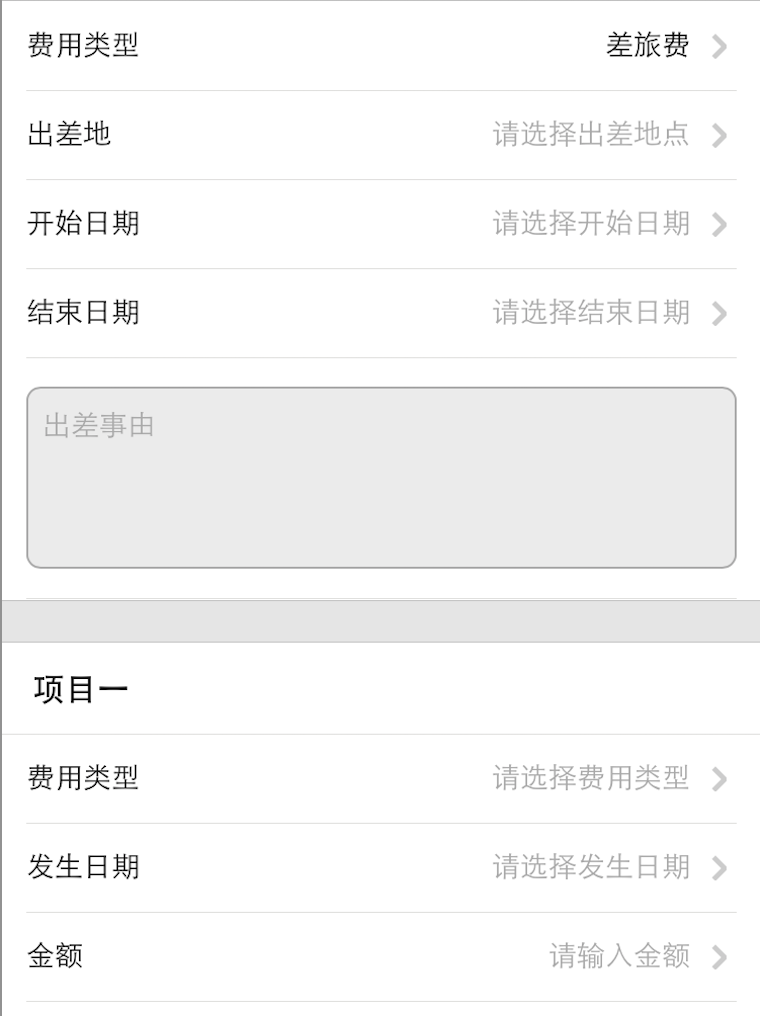 费用类型 差旅费
出差地 请选择出差地点
开始日期 请选择开始日期
结束日期 请选择结束日期
出差事由
项目一
费用类型 请选择费用类型
发生日期 请选择发生日期
金额 请输入金额